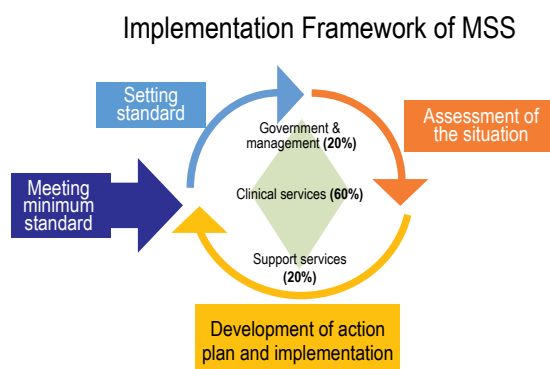 Implementation Framework of MSS
Setting
standard
Assessment of
the situation
Government &
management (20%)
Clinical services (60%)
Meeting
minimum
standard
Support services
(20%)
Development of action
plan and implementation